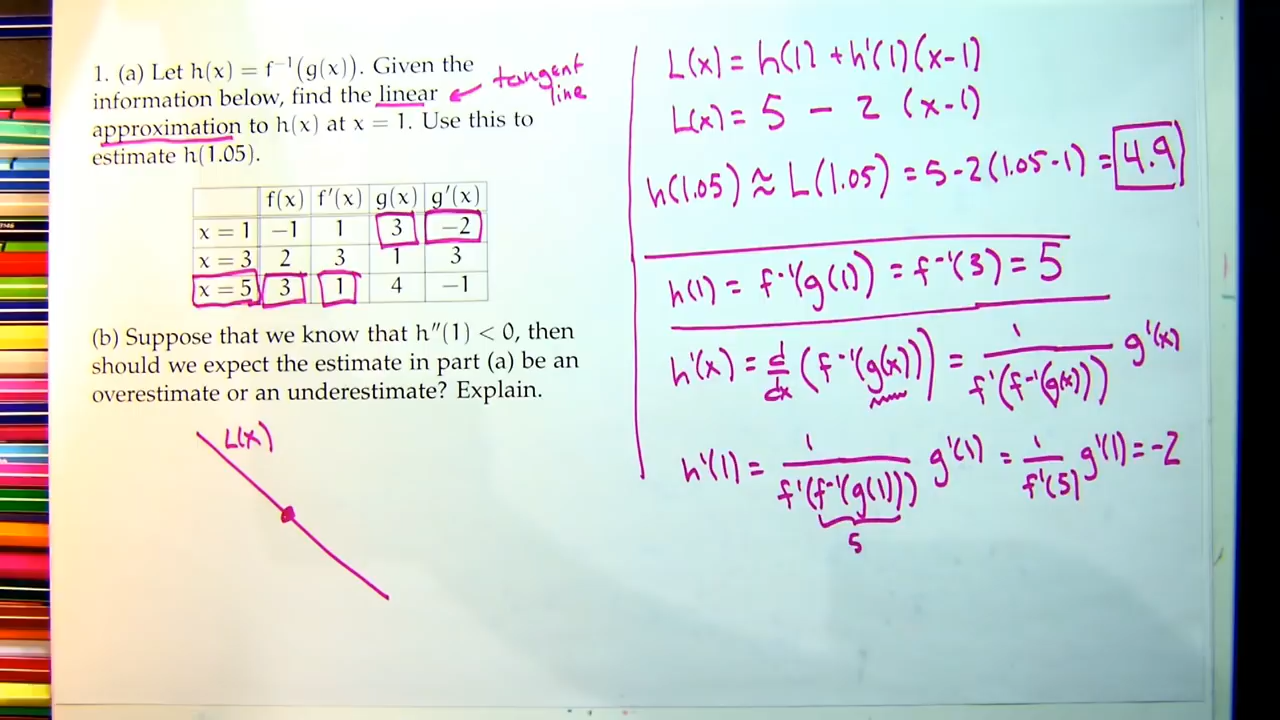 1. (a) Let h(x) = f⁻¹(g(x)). Given the
information below, find the linear
approximation to h(x) at x = 1. Use this to
estimate h(1.05).
tangent
line
f(x) f′(x) g(x) g′(x)
x = 1 −1 1 3 −2
x = 3 2 3 1 3
x = 5 3 1 4 −1
(b) Suppose that we know that h″(1) < 0, then
should we expect the estimate in part (a) be an
overestimate or an underestimate? Explain.
L(x)
L(x) = h(1) + h'(1)(x-1)
L(x) = 5 - 2 (x-1)
h(1.05) ≈ L(1.05) = 5-2(1.05-1) = 4.9
h(1) = f⁻¹(g(1)) = f⁻¹(3) = 5
h'(x) = d/dx (f⁻¹(g(x))) = 1/f'(f⁻¹(g(x))) g'(x)
h'(1) = 1/f'(f⁻¹(g(1))) g'(1) = 1/f'(5) g'(1) = -2
5